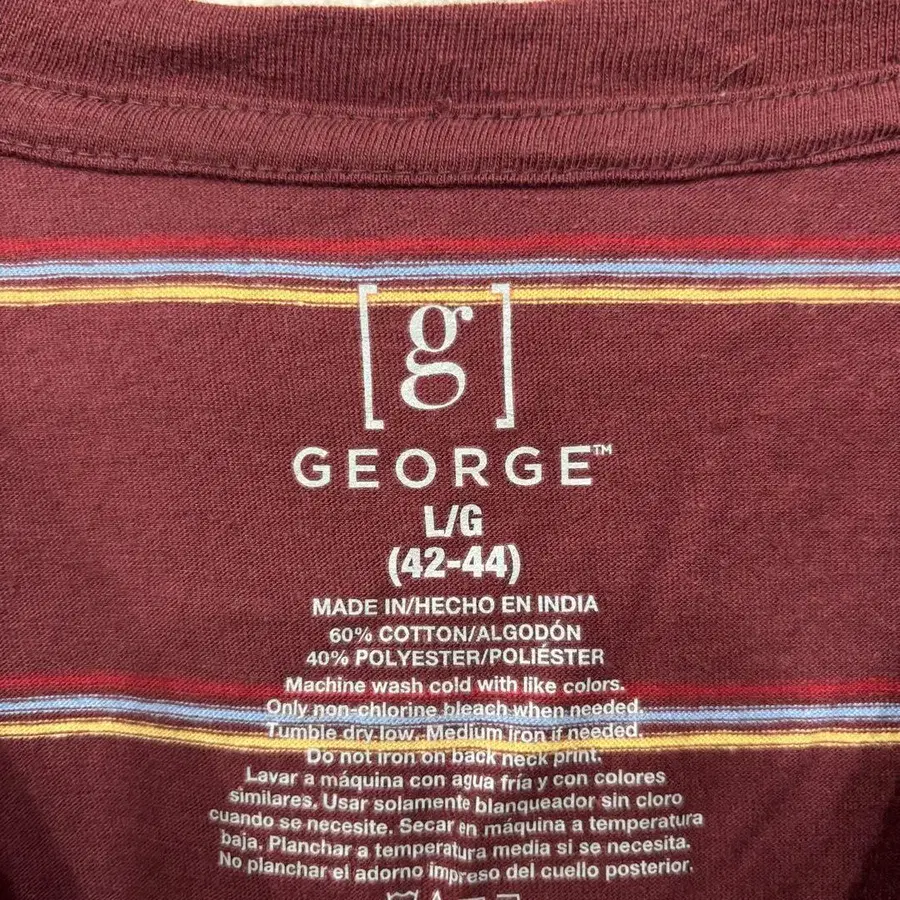 [g]
GEORGE™
L/G
(42-44)
MADE IN/HECHO EN INDIA
60% COTTON/ALGODÓN
40% POLYESTER/POLIÉSTER
Machine wash cold with like colors.
Only non-chlorine bleach when needed.
Tumble dry low. Medium iron if needed.
Do not iron on back neck print.
Lavar a máquina con agua fría y con colores
similares. Usar solamente blanqueador sin cloro
cuando se necesite. Secar en máquina a temperatura
baja. Planchar a temperatura media si se necesita.
No planchar el adorno impreso del cuello posterior.